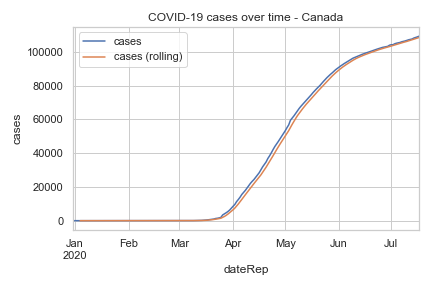 COVID-19 cases over time - Canada
cases
cases (rolling)
100000
80000
60000
40000
20000
0
cases
Jan Feb Mar Apr May Jun Jul
2020
dateRep